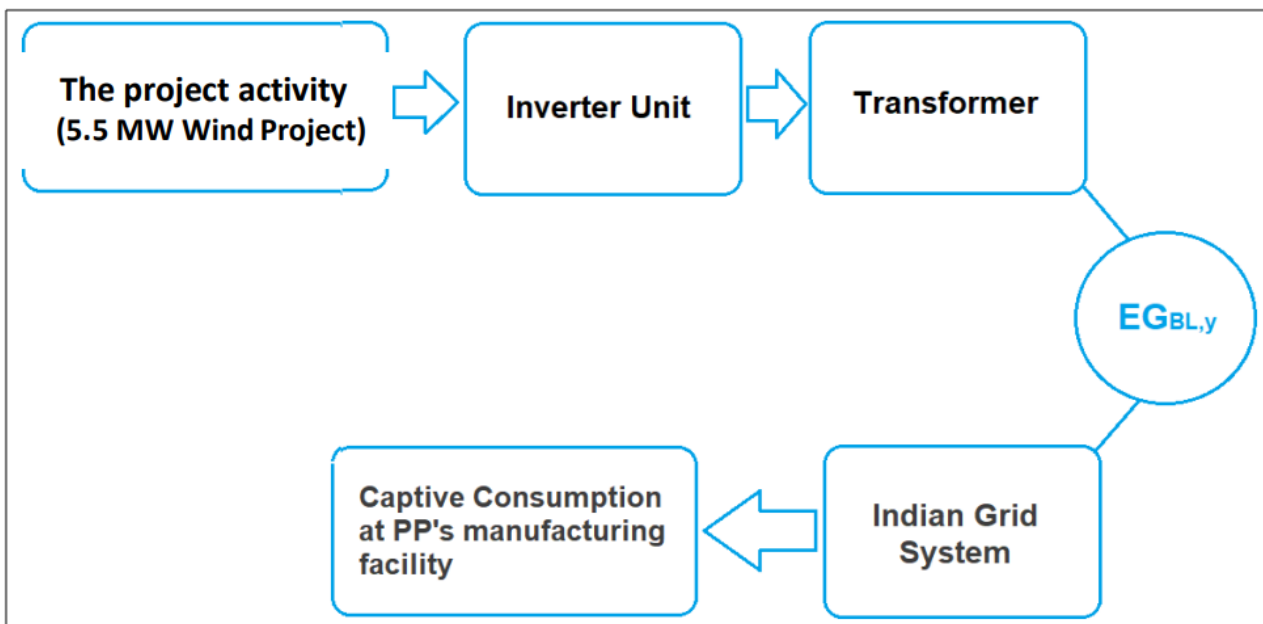 The project activity
(5.5 MW Wind Project)
Inverter Unit
Transformer
EGBL,y
Captive Consumption
at PP's manufacturing
facility
Indian Grid
System